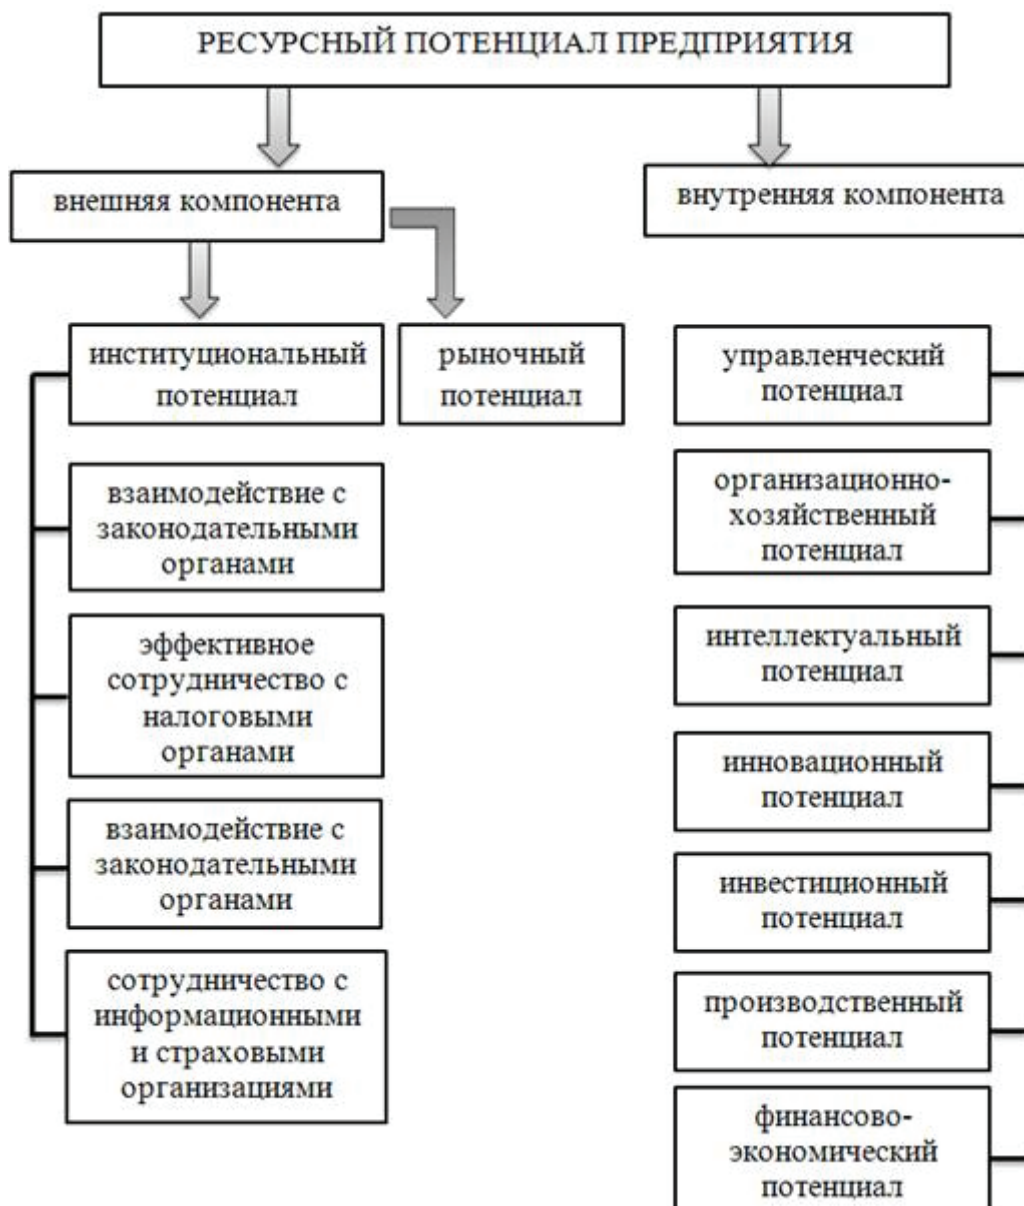 РЕСУРСНЫЙ ПОТЕНЦИАЛ ПРЕДПРИЯТИЯ
внешняя компонента
внутренняя компонента
институциональный
потенциал
рыночный
потенциал
взаимодействие с
законодательными
органами
эффективное
сотрудничество с
налоговыми
органами
взаимодействие с
законодательными
органами
сотрудничество с
информационными
и страховыми
организациями
управленческий
потенциал
организационно-
хозяйственный
потенциал
интеллектуальный
потенциал
инновационный
потенциал
инвестиционный
потенциал
производственный
потенциал
финансово-
экономический
потенциал